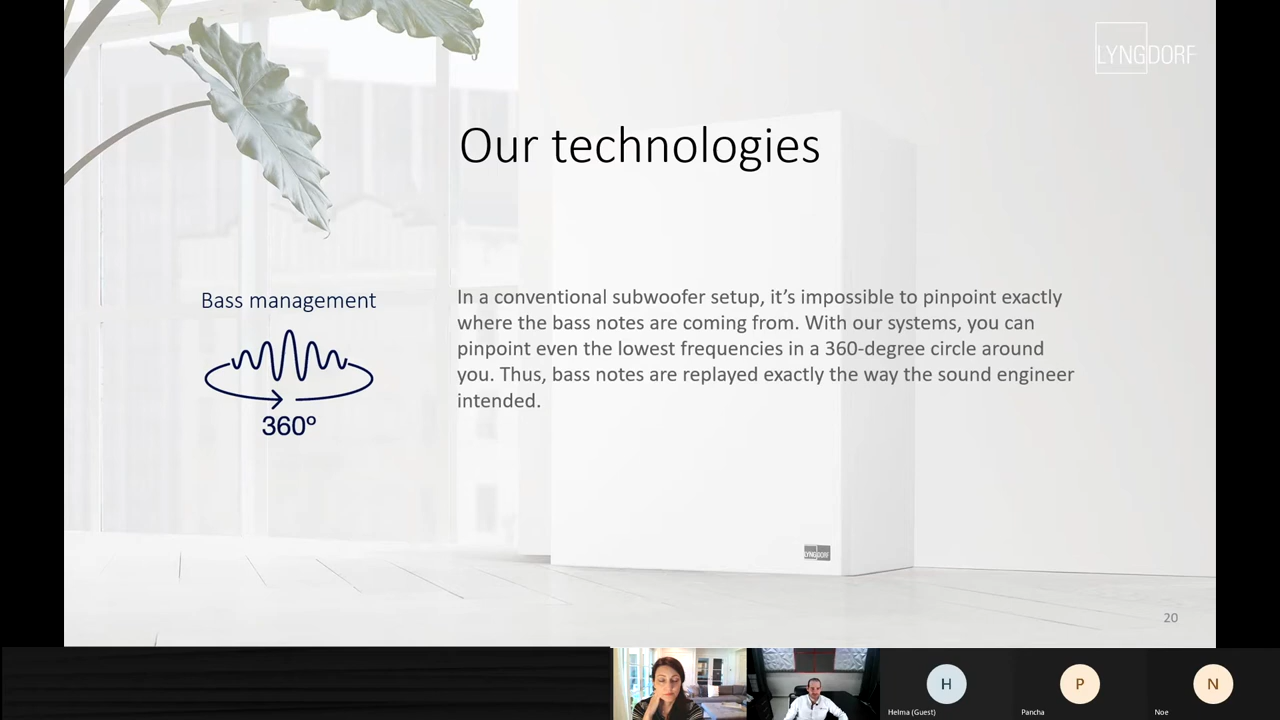 LYNGDORF
Our technologies
Bass management
360º
In a conventional subwoofer setup, it’s impossible to pinpoint exactly
where the bass notes are coming from. With our systems, you can
pinpoint even the lowest frequencies in a 360-degree circle around
you. Thus, bass notes are replayed exactly the way the sound engineer
intended.
LYNGDORF
20
H
Helma (Guest)
P
Pancha
N
Noe